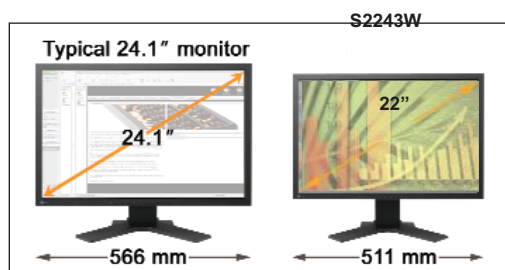 S2243W
Typical 24.1″ monitor
24.1″
22”
566 mm
511 mm